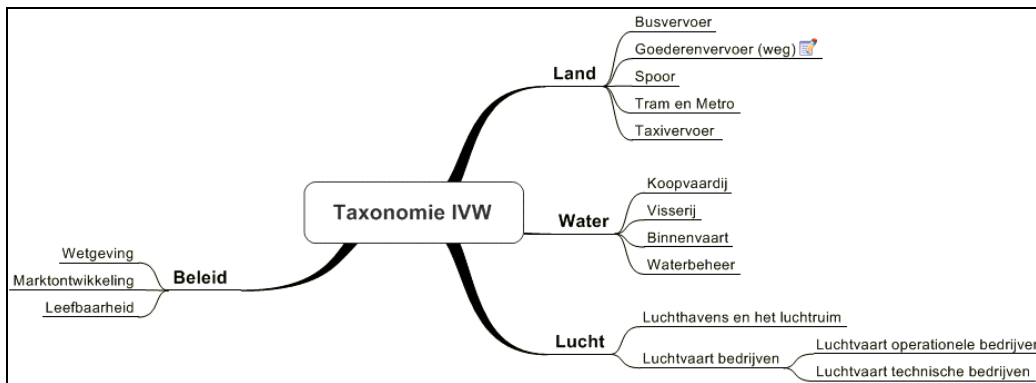 Taxonomie IVW
Land
Busvervoer
Goederenvervoer (weg)
Spoor
Tram en Metro
Taxivervoer
Water
Koopvaardij
Visserij
Binnenvaart
Waterbeheer
Lucht
Luchthavens en het luchtruim
Luchtvaart bedrijven
Luchtvaart operationele bedrijven
Luchtvaart technische bedrijven
Beleid
Wetgeving
Marktontwikkeling
Leefbaarheid